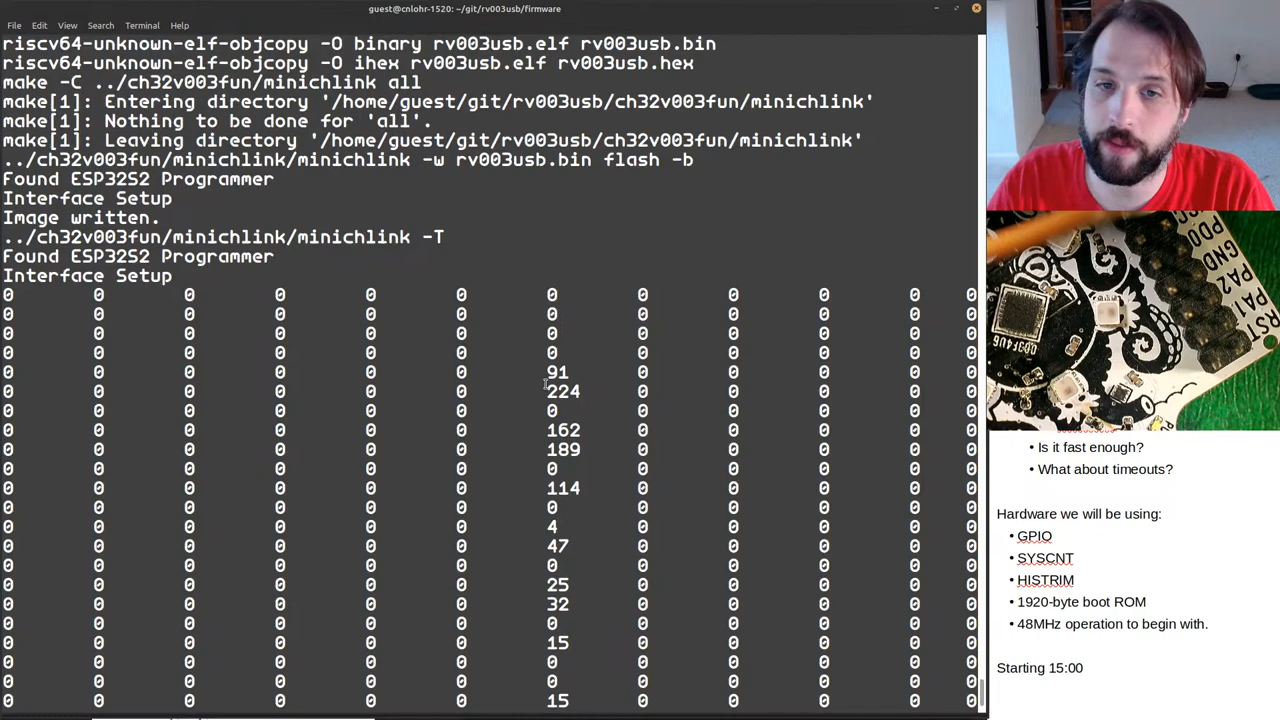 guest@cnlohr-1520: ~/git/rv003usb/firmware
File Edit View Search Terminal Help
riscv64-unknown-elf-objcopy -O binary rv003usb.elf rv003usb.bin
riscv64-unknown-elf-objcopy -O ihex rv003usb.elf rv003usb.hex
make -C ../ch32v003fun/minichlink all
make[1]: Entering directory '/home/guest/git/rv003usb/ch32v003fun/minichlink'
make[1]: Nothing to be done for 'all'.
make[1]: Leaving directory '/home/guest/git/rv003usb/ch32v003fun/minichlink'
../ch32v003fun/minichlink/minichlink -w rv003usb.bin flash -b
Found ESP32S2 Programmer
Interface Setup
Image written.
../ch32v003fun/minichlink/minichlink -T
Found ESP32S2 Programmer
Interface Setup
0 0 0 0 0 0 0 0 0 0 0 0
0 0 0 0 0 0 0 0 0 0 0 0
0 0 0 0 0 0 0 0 0 0 0 0
0 0 0 0 0 0 0 0 0 0 0 0
0 0 0 0 0 0 91 0 0 0 0 0
0 0 0 0 0 0 224 0 0 0 0 0
0 0 0 0 0 0 0 0 0 0 0 0
0 0 0 0 0 0 162 0 0 0 0 0
0 0 0 0 0 0 189 0 0 0 0 0
0 0 0 0 0 0 0 0 0 0 0 0
0 0 0 0 0 0 114 0 0 0 0 0
0 0 0 0 0 0 0 0 0 0 0 0
0 0 0 0 0 0 4 0 0 0 0 0
0 0 0 0 0 0 47 0 0 0 0 0
0 0 0 0 0 0 0 0 0 0 0 0
0 0 0 0 0 0 25 0 0 0 0 0
0 0 0 0 0 0 32 0 0 0 0 0
0 0 0 0 0 0 0 0 0 0 0 0
0 0 0 0 0 0 15 0 0 0 0 0
0 0 0 0 0 0 0 0 0 0 0 0
0 0 0 0 0 0 0 0 0 0 0 0
0 0 0 0 0 0 15 0 0 0 0 0
PD0
GND
PA2
PA1
RST
• Is it fast enough?
• What about timeouts?
Hardware we will be using:
• GPIO
• SYSCNT
• HISTRIM
• 1920-byte boot ROM
• 48MHz operation to begin with.
Starting 15:00